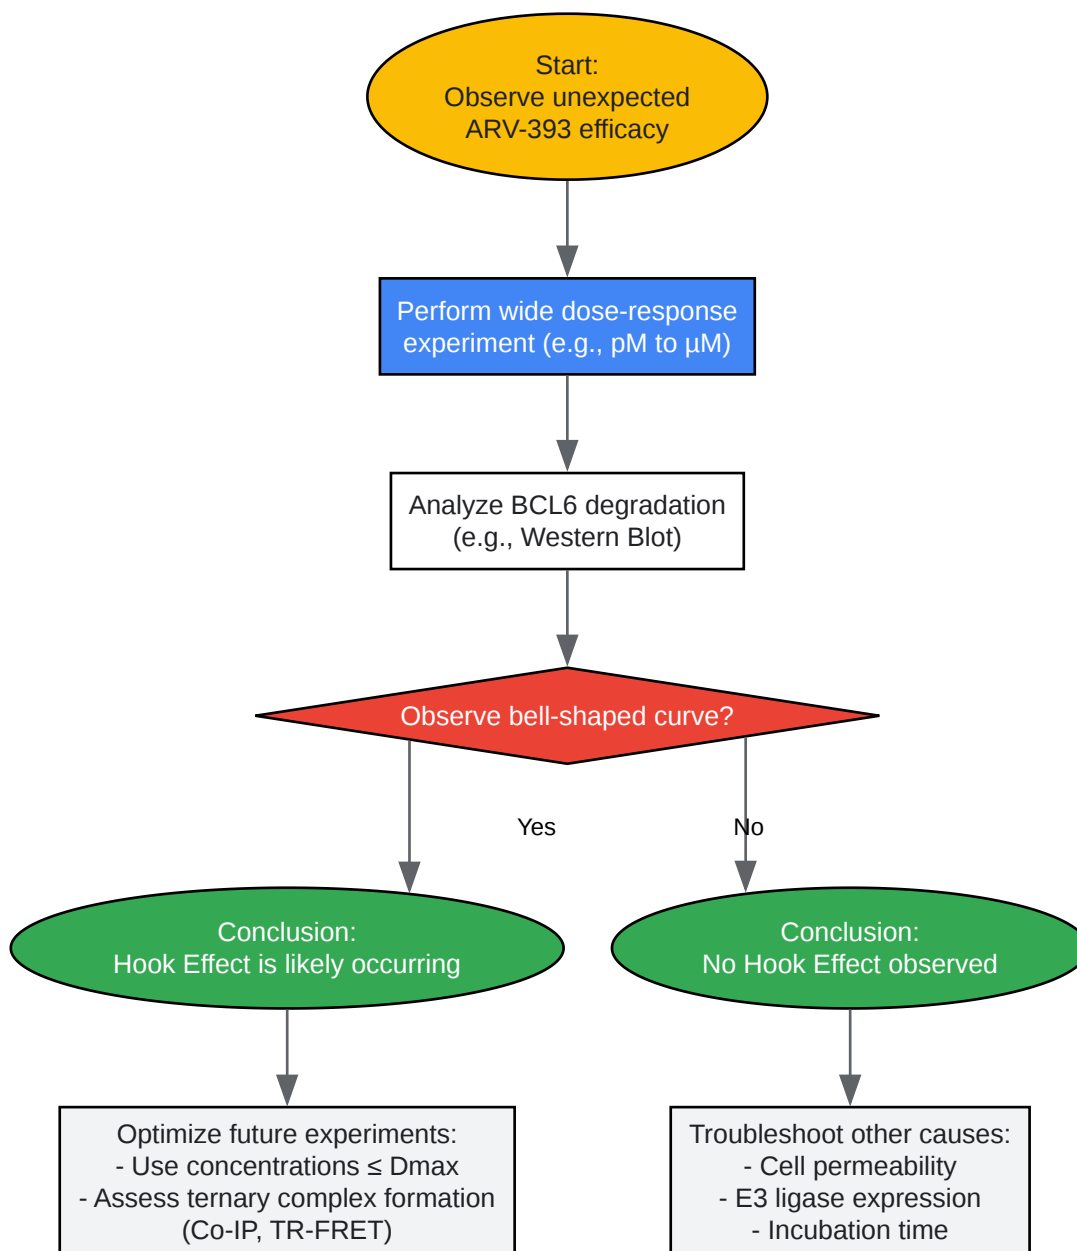 Start:
Observe unexpected
ARV-393 efficacy
Perform wide dose-response
experiment (e.g., pM to µM)
Analyze BCL6 degradation
(e.g., Western Blot)
Observe bell-shaped curve?
Yes
No
Conclusion:
Hook Effect is likely occurring
Conclusion:
No Hook Effect observed
Optimize future experiments:
- Use concentrations ≤ Dmax
- Assess ternary complex formation
(Co-IP, TR-FRET)
Troubleshoot other causes:
- Cell permeability
- E3 ligase expression
- Incubation time